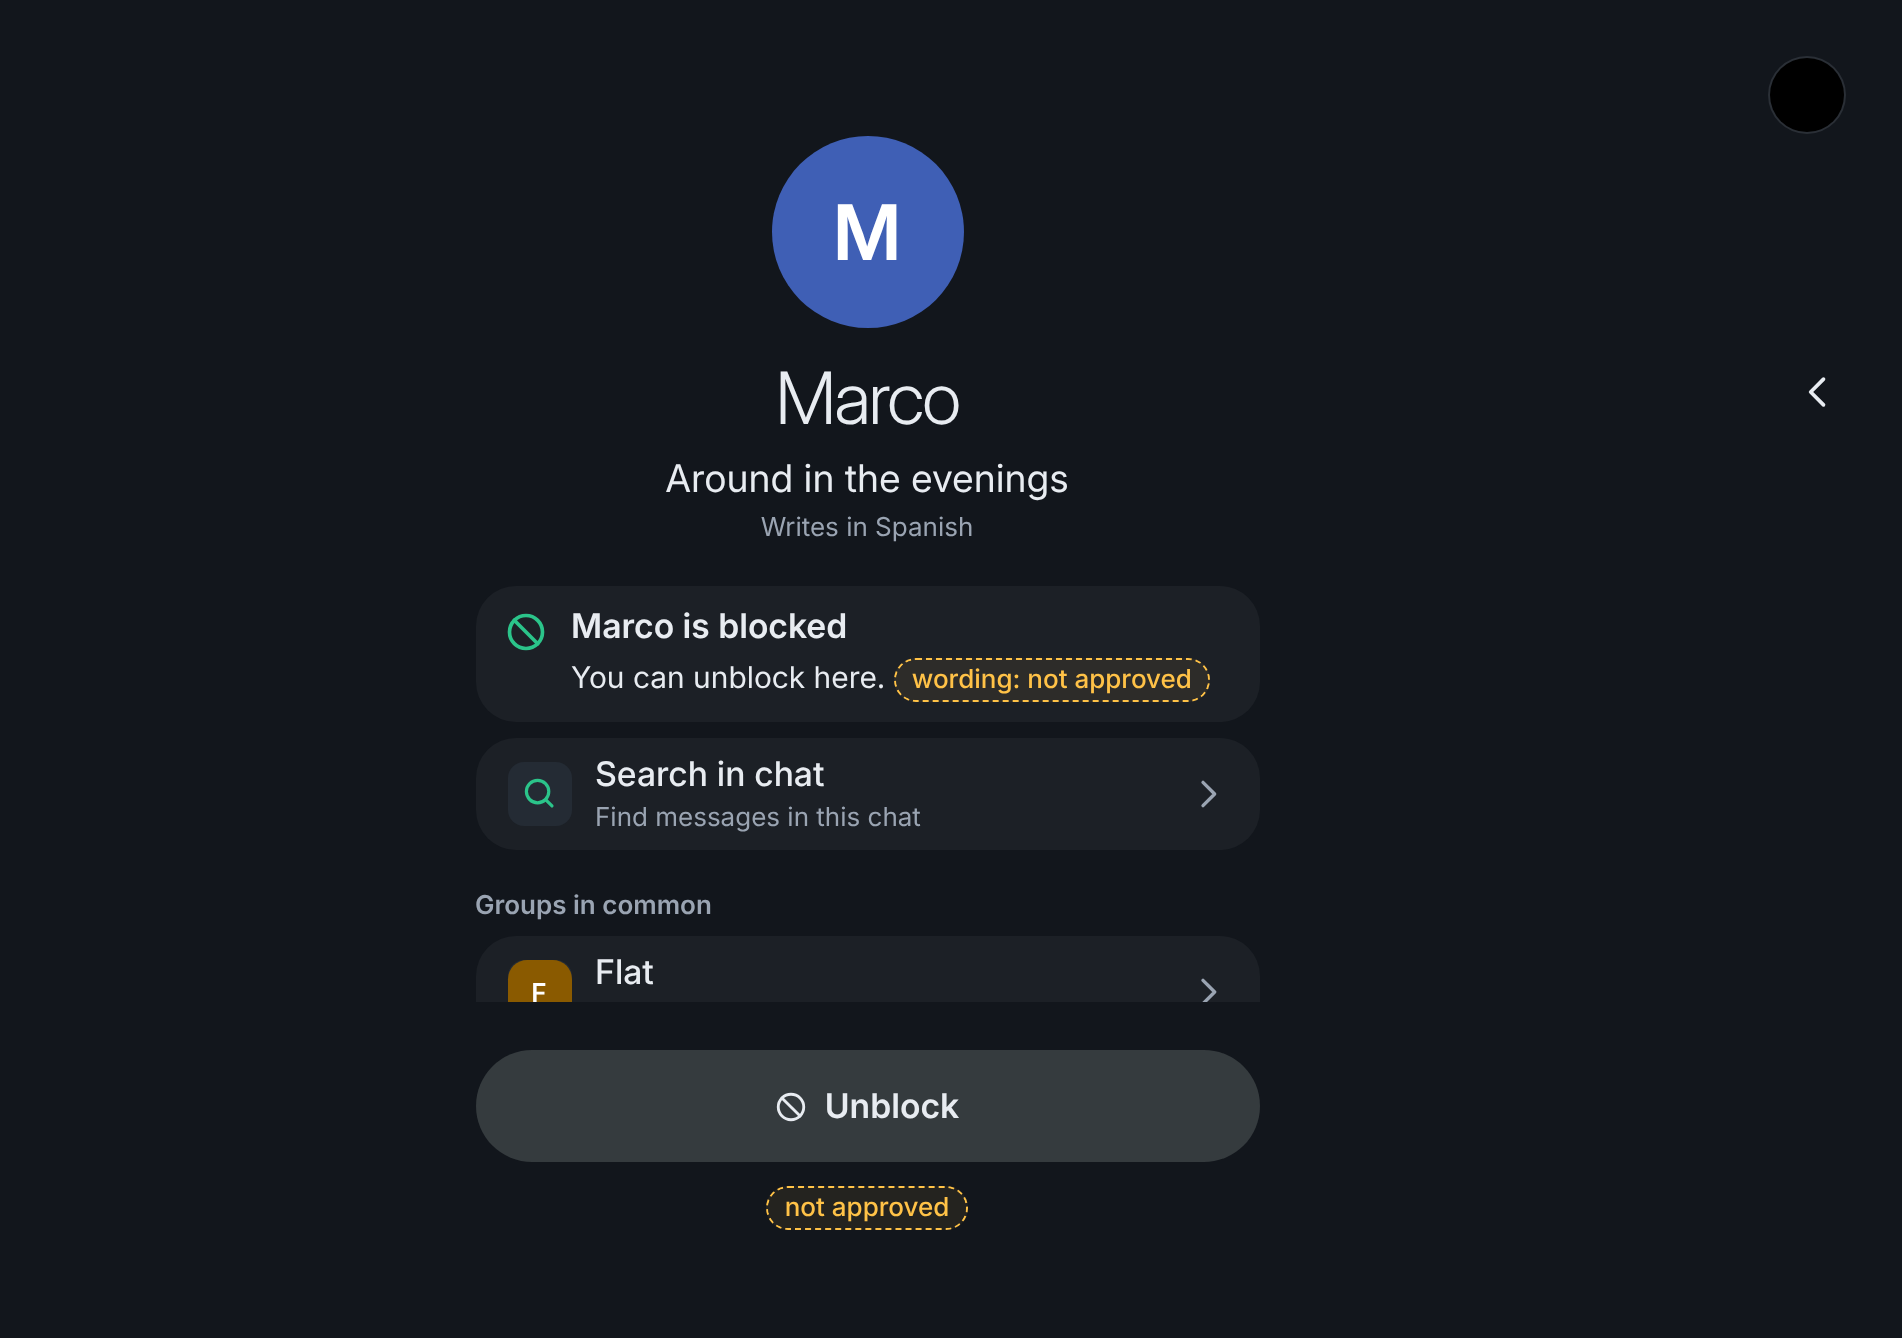 M
Marco
Around in the evenings
Writes in Spanish
Marco is blocked
You can unblock here. wording: not approved
Search in chat
Find messages in this chat
Groups in common
Flat
F
Unblock
not approved